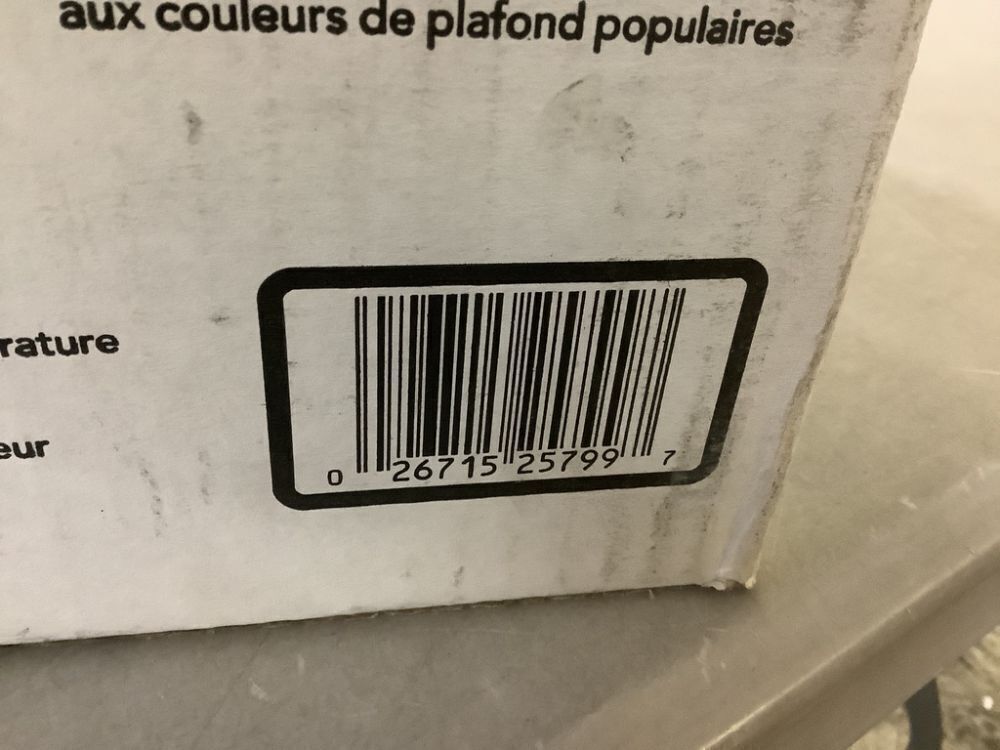 aux couleurs de plafond populaires
rature
eur
0 26715 25799 7